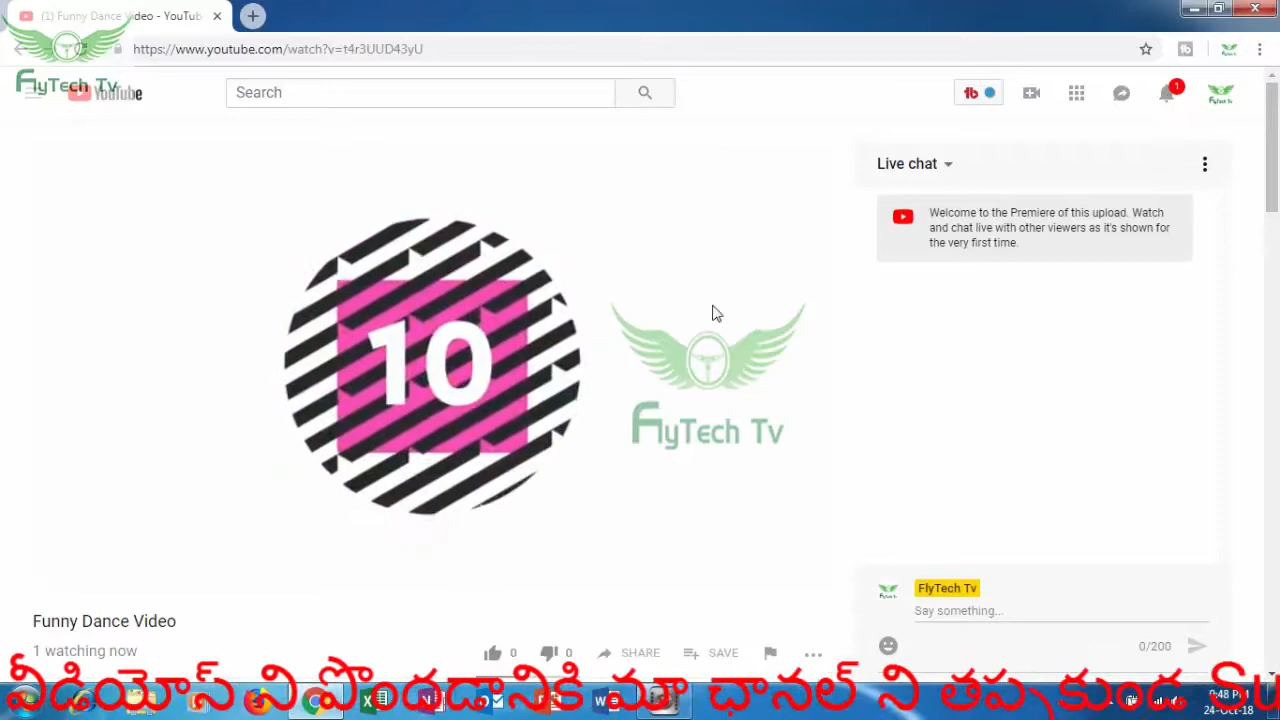 (1) Funny Dance Video - YouTub
https://www.youtube.com/watch?v=t4r3UUD43yU
FlyTech Tv
YouTube
Search
1
Live chat
Welcome to the Premiere of this upload. Watch
and chat live with other viewers as it's shown for
the very first time.
10
FlyTech Tv
FlyTech Tv
Say something...
0/200
Funny Dance Video
1 watching now
0
0
SHARE
SAVE
వీడియోస్ ని పొందడానికి మా ఛానల్ ని తప్పకుండ Su
24-Oct-18